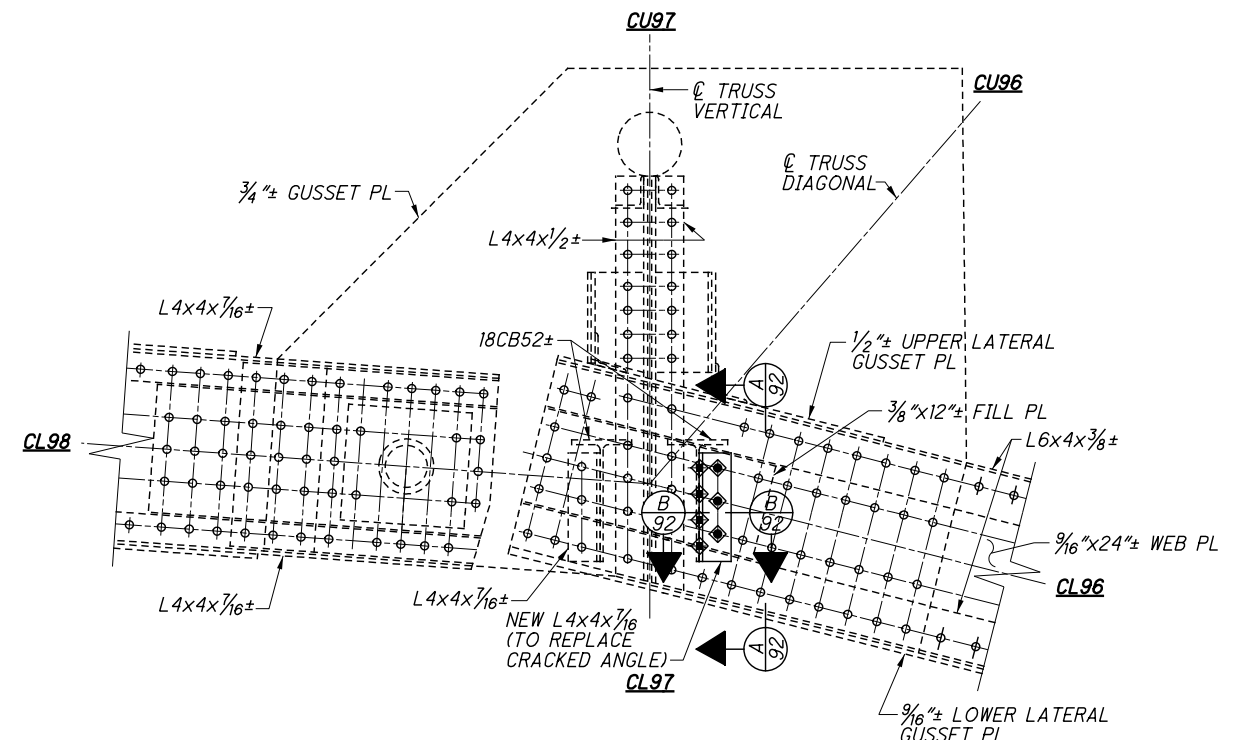 CU97
℄ TRUSS
VERTICAL
CU96
℄ TRUSS
DIAGONAL
3/4"± GUSSET PL
L4x4x1/2±
L4x4x7/16±
18CB52±
1/2"± UPPER LATERAL
GUSSET PL
A
92
3/8"x12"± FILL PL
L6x4x3/8±
CL98
B
92
B
92
9/16"x24"± WEB PL
CL96
L4x4x7/16±
L4x4x7/16±
NEW L4x4x7/16
(TO REPLACE
CRACKED ANGLE)
A
92
CL97
9/16"± LOWER LATERAL
GUSSET PL